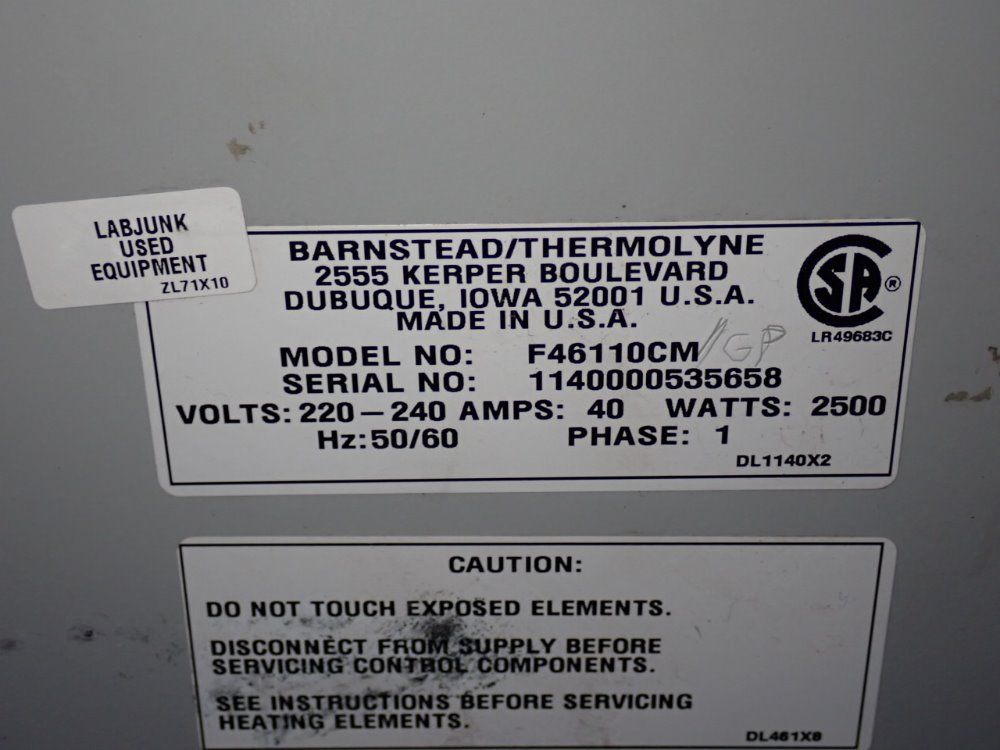 LABJUNK
USED
EQUIPMENT
ZL71X10
BARNSTEAD/THERMOLYNE
2555 KERPER BOULEVARD
DUBUQUE, IOWA 52001 U.S.A.
MADE IN U.S.A.
SA ®
LR49683C
MODEL NO: F46110CM //GP
SERIAL NO: 1140000535658
VOLTS: 220-240 AMPS: 40 WATTS: 2500
Hz: 50/60 PHASE: 1
DL1140X2
CAUTION:
DO NOT TOUCH EXPOSED ELEMENTS.
DISCONNECT FROM SUPPLY BEFORE
SERVICING CONTROL COMPONENTS.
SEE INSTRUCTIONS BEFORE SERVICING
HEATING ELEMENTS.
DL461X8